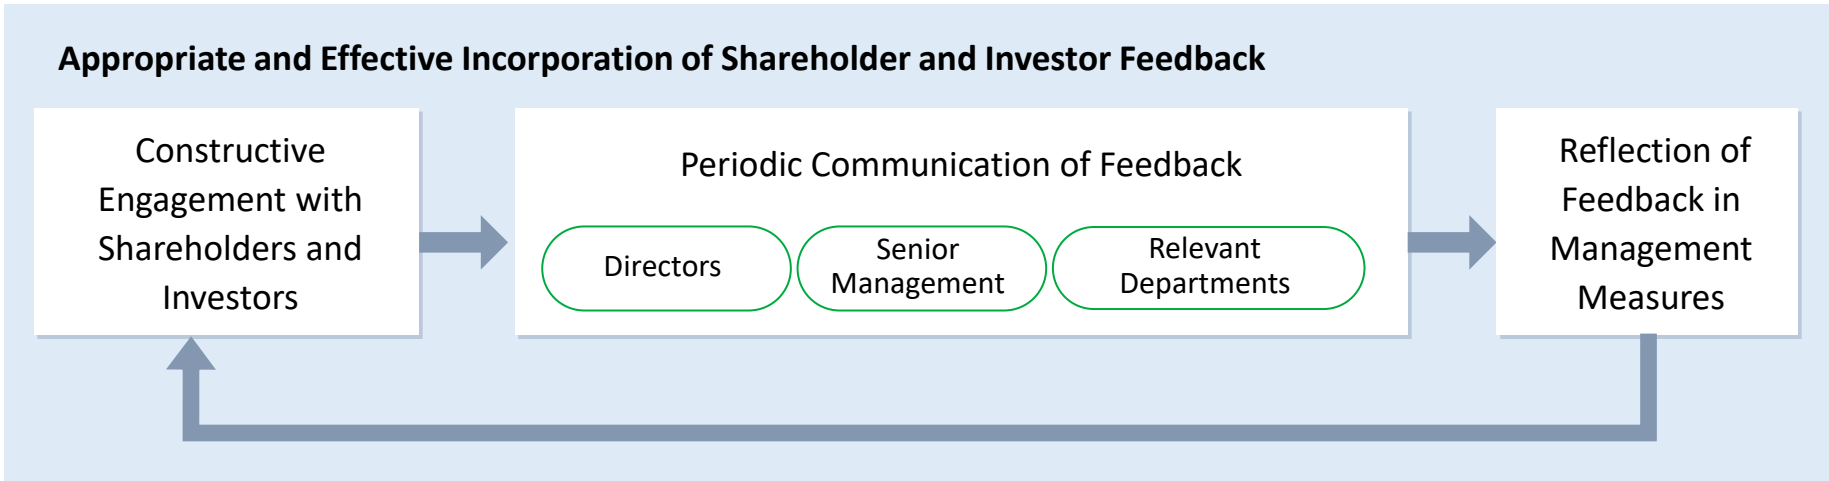 Appropriate and Effective Incorporation of Shareholder and Investor Feedback
Constructive
Engagement with
Shareholders and
Investors
Periodic Communication of Feedback
Directors
Senior
Management
Relevant
Departments
Reflection of
Feedback in
Management
Measures